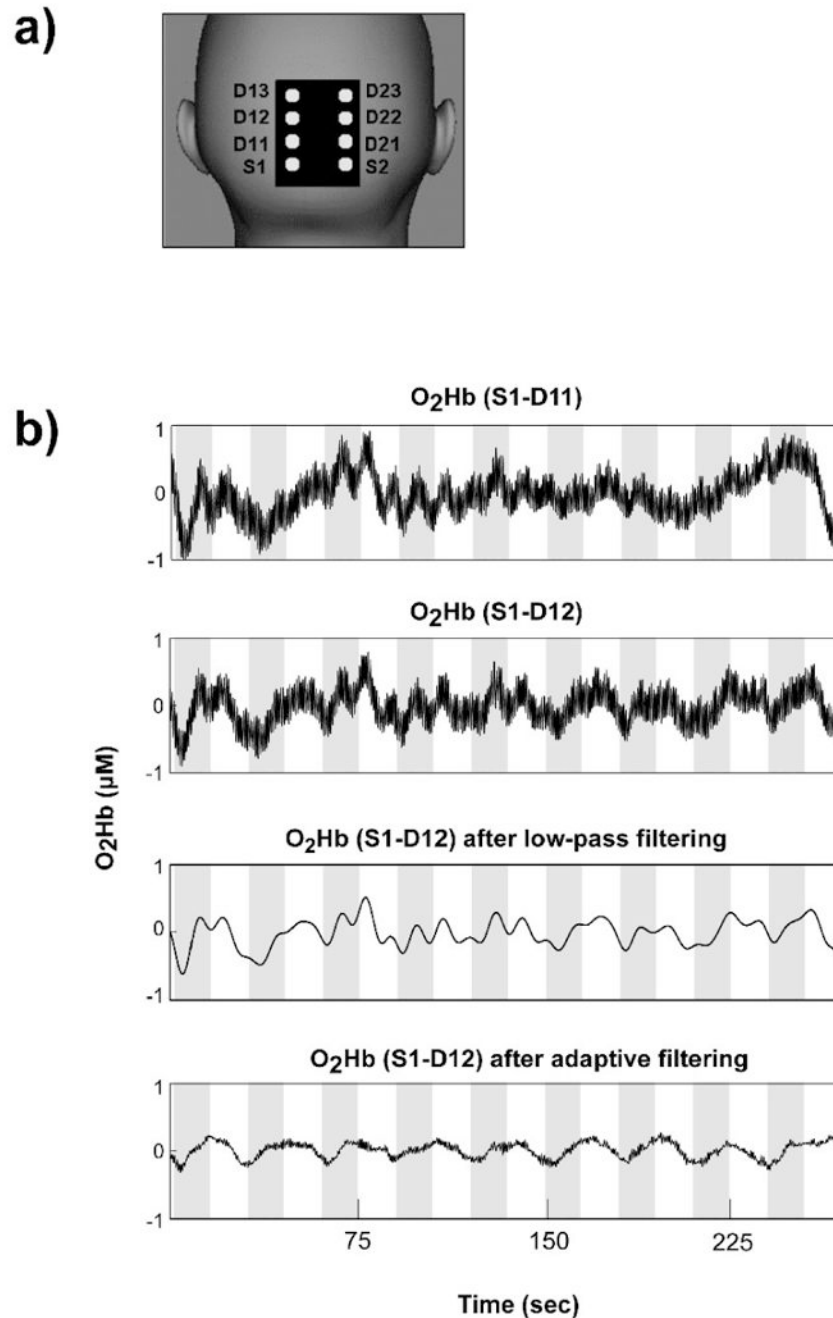 a)
D13 D23
D12 D22
D11 D21
S1 S2
b)
O2Hb (S1-D11)
1
0
-1
O2Hb (S1-D12)
1
0
-1
O2Hb (µM)
O2Hb (S1-D12) after low-pass filtering
1
0
-1
O2Hb (S1-D12) after adaptive filtering
1
0
-1
75 150 225
Time (sec)